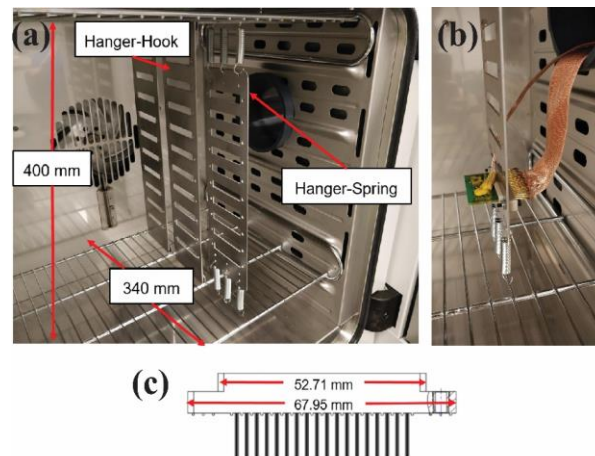 (a)
Hanger-Hook
400 mm
Hanger-Spring
340 mm
(b)
(c)
52.71 mm
67.95 mm